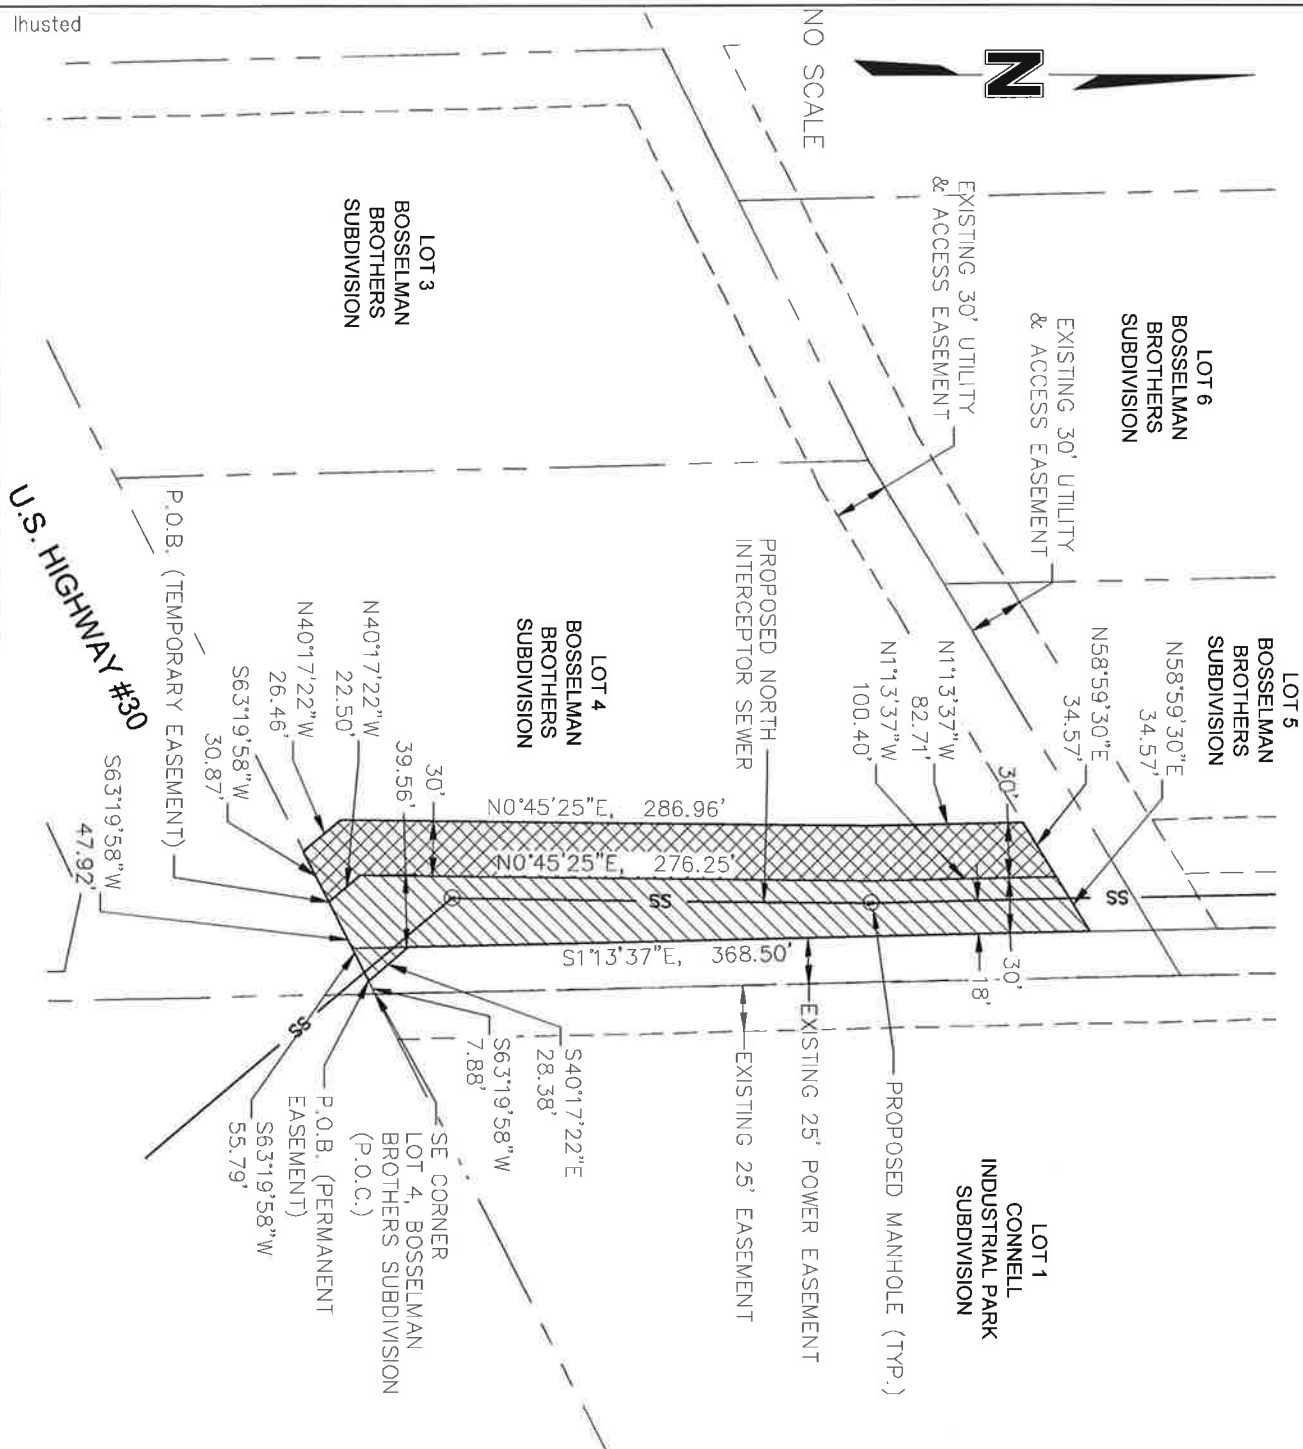 lhusted
NO SCALE
N
EXISTING 30' UTILITY
& ACCESS EASEMENT
EXISTING 30' UTILITY
& ACCESS EASEMENT
LOT 6
BOSSELMAN
BROTHERS
SUBDIVISION
LOT 5
BOSSELMAN
BROTHERS
SUBDIVISION
LOT 3
BOSSELMAN
BROTHERS
SUBDIVISION
LOT 4
BOSSELMAN
BROTHERS
SUBDIVISION
U.S. HIGHWAY #30
P.O.B. (TEMPORARY EASEMENT)
PROPOSED NORTH
INTERCEPTOR SEWER
N58°59'30"E
34.57'
N58°59'30"E
34.57'
N1°13'37"W
82.71'
N1°13'37"W
100.40'
N40°17'22"W
22.50'
N40°17'22"W
26.46'
S63°19'58"W
30.87'
S63°19'58"W
47.92'
39.56'
30'
30'
N0°45'25"E, 286.96'
N0°45'25"E, 276.25'
SS
SS
SS
S1°13'37"E, 368.50'
30'
18'
S40°17'22"E
28.38'
S63°19'58"W
7.88'
S63°19'58"W
55.79'
P.O.B. (PERMANENT
EASEMENT)
SE CORNER
LOT 4, BOSSELMAN
BROTHERS SUBDIVISION
(P.O.C.)
EXISTING 25' EASEMENT
EXISTING 25' POWER EASEMENT
PROPOSED MANHOLE (TYP.)
LOT 1
CONNELL
INDUSTRIAL PARK
SUBDIVISION